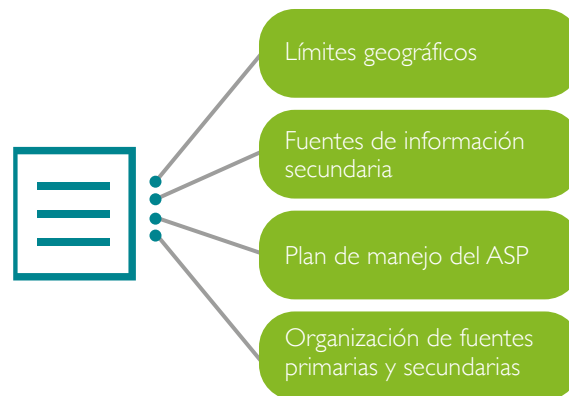 Límites geográficos
Fuentes de información
secundaria
Plan de manejo del ASP
Organización de fuentes
primarias y secundarias